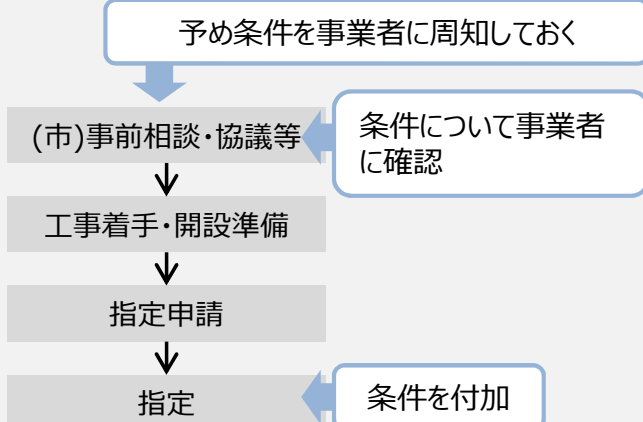 予め条件を事業者に周知しておく
(市)事前相談・協議等
条件について事業者
に確認
工事着手・開設準備
指定申請
指定
条件を付加